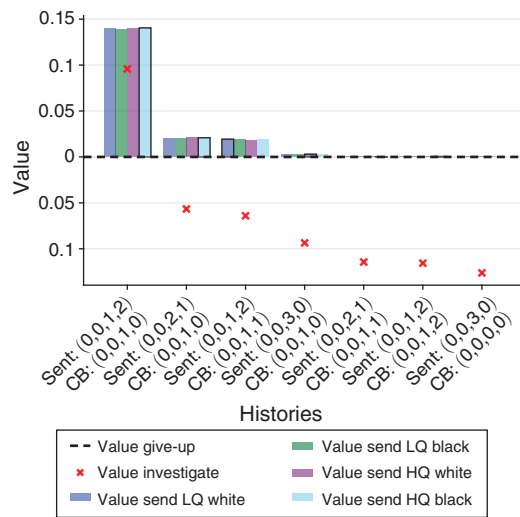 0.15
0.1
0.05
0
0.05
0.1
Value
Sent: (0,0,1,2)
CB: (0,0,1,0)
Sent: (0,0,2,1)
CB: (0,0,1,0)
Sent: (0,0,1,2)
CB: (0,0,1,1)
Sent: (0,0,3,0)
CB: (0,0,1,0)
Sent: (0,0,2,1)
CB: (0,0,1,1)
Sent: (0,0,1,2)
CB: (0,0,1,2)
Sent: (0,0,3,0)
CB: (0,0,0,0)
Histories
Value give-up
Value investigate
Value send LQ white
Value send LQ black
Value send HQ white
Value send HQ black